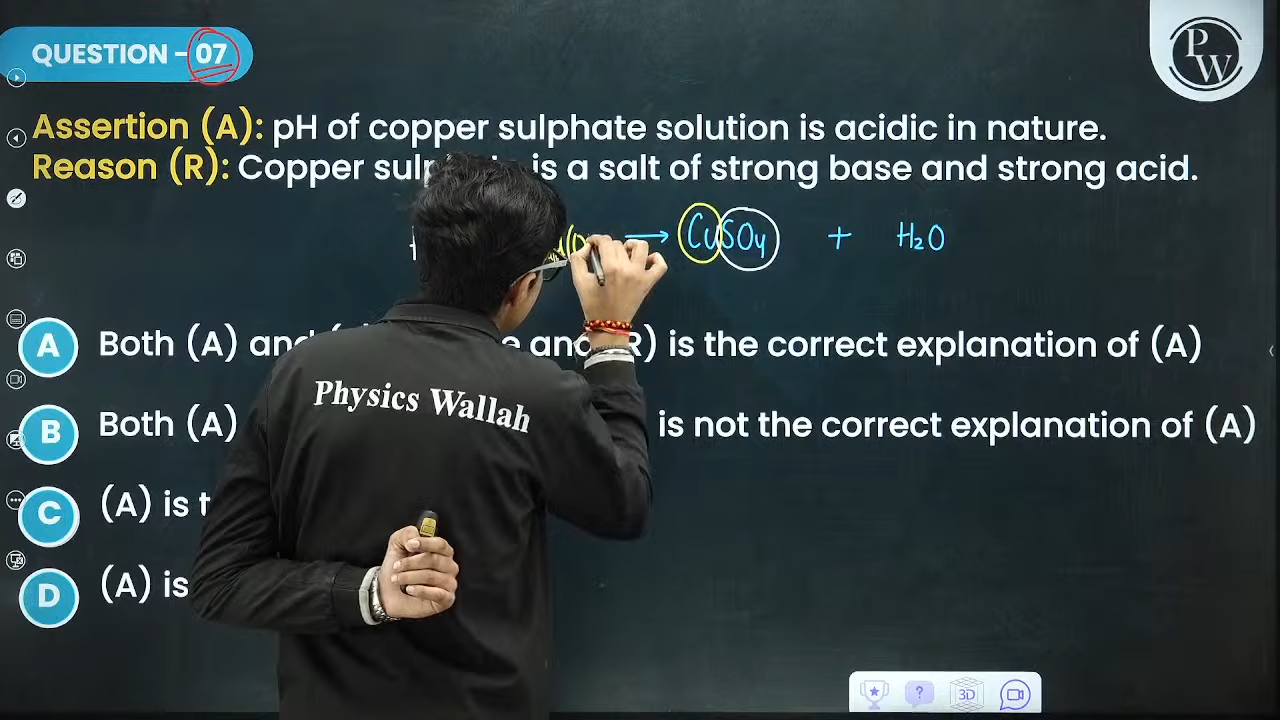 QUESTION - 07
PW
Assertion (A): pH of copper sulphate solution is acidic in nature.
Reason (R): Copper is a salt of strong base and strong acid.
→ CuSO4 + H2O
A Both (A) and R) is the correct explanation of (A)
B Both (A) is not the correct explanation of (A)
C (A) is
D (A) is
Physics Wallah
3D